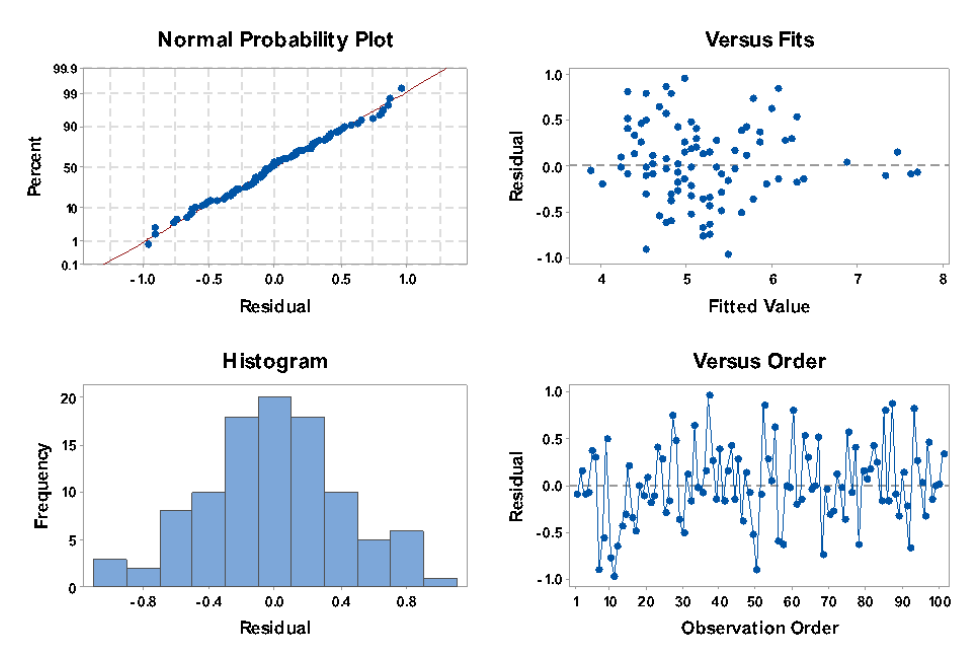 Normal Probability Plot
99.9
99
90
50
10
1
0.1
Percent
-1.0 -0.5 0.0 0.5 1.0
Residual
Versus Fits
1.0
0.5
0.0
-0.5
-1.0
Residual
4 5 6 7 8
Fitted Value
Histogram
20
15
10
5
0
Frequency
-0.8 -0.4 0.0 0.4 0.8
Residual
Versus Order
1.0
0.5
0.0
-0.5
-1.0
Residual
1 10 20 30 40 50 60 70 80 90 100
Observation Order